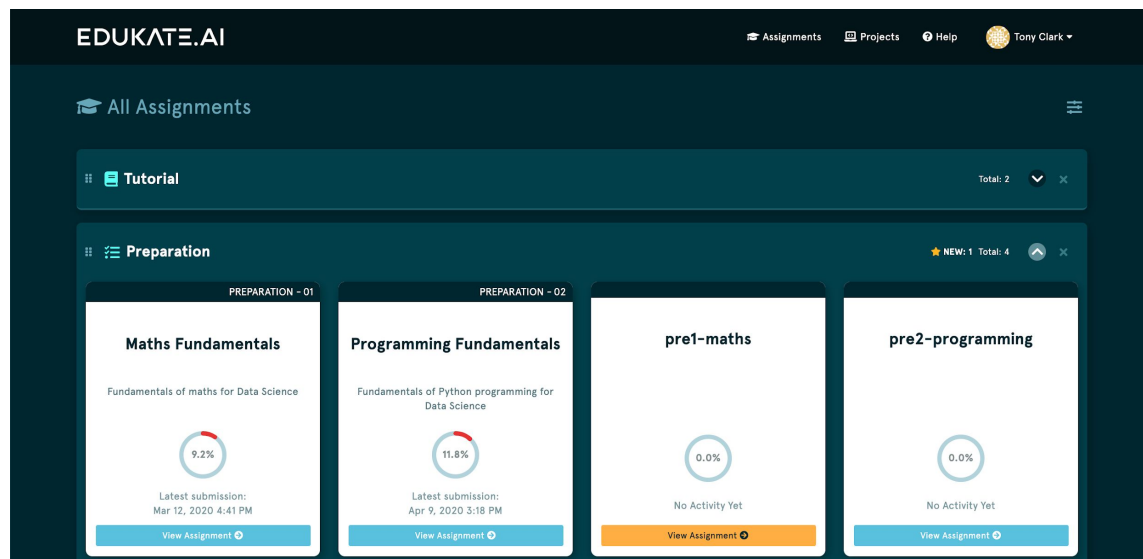 EDUKATE.AI
Assignments Projects Help Tony Clark
All Assignments
Tutorial
Total: 2
Preparation
NEW: 1 Total: 4
PREPARATION - 01
Maths Fundamentals
Fundamentals of maths for Data Science
9.2%
Latest submission:
Mar 12, 2020 4:41 PM
View Assignment
PREPARATION - 02
Programming Fundamentals
Fundamentals of Python programming for
Data Science
11.8%
Latest submission:
Apr 9, 2020 3:18 PM
View Assignment
pre1-maths
0.0%
No Activity Yet
View Assignment
pre2-programming
0.0%
No Activity Yet
View Assignment